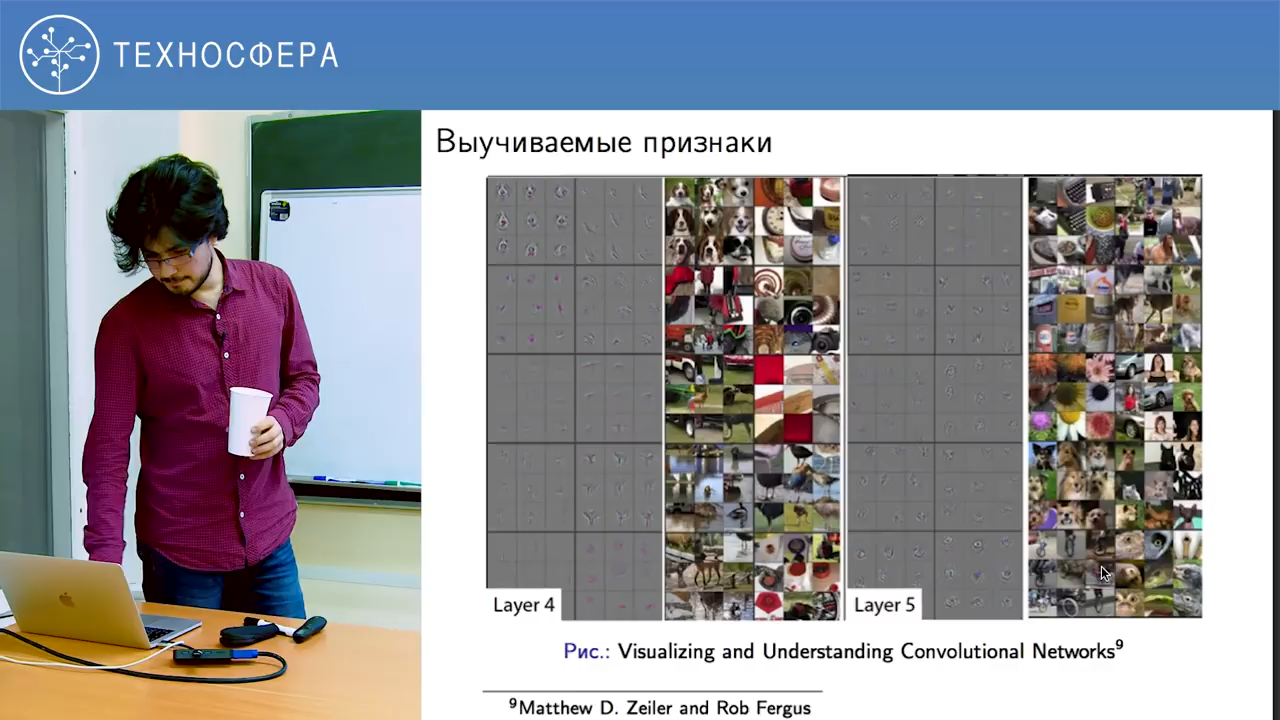 ТЕХНОСФЕРА
Выучиваемые признаки
Layer 4
Layer 5
Рис.: Visualizing and Understanding Convolutional Networks⁹
⁹Matthew D. Zeiler and Rob Fergus